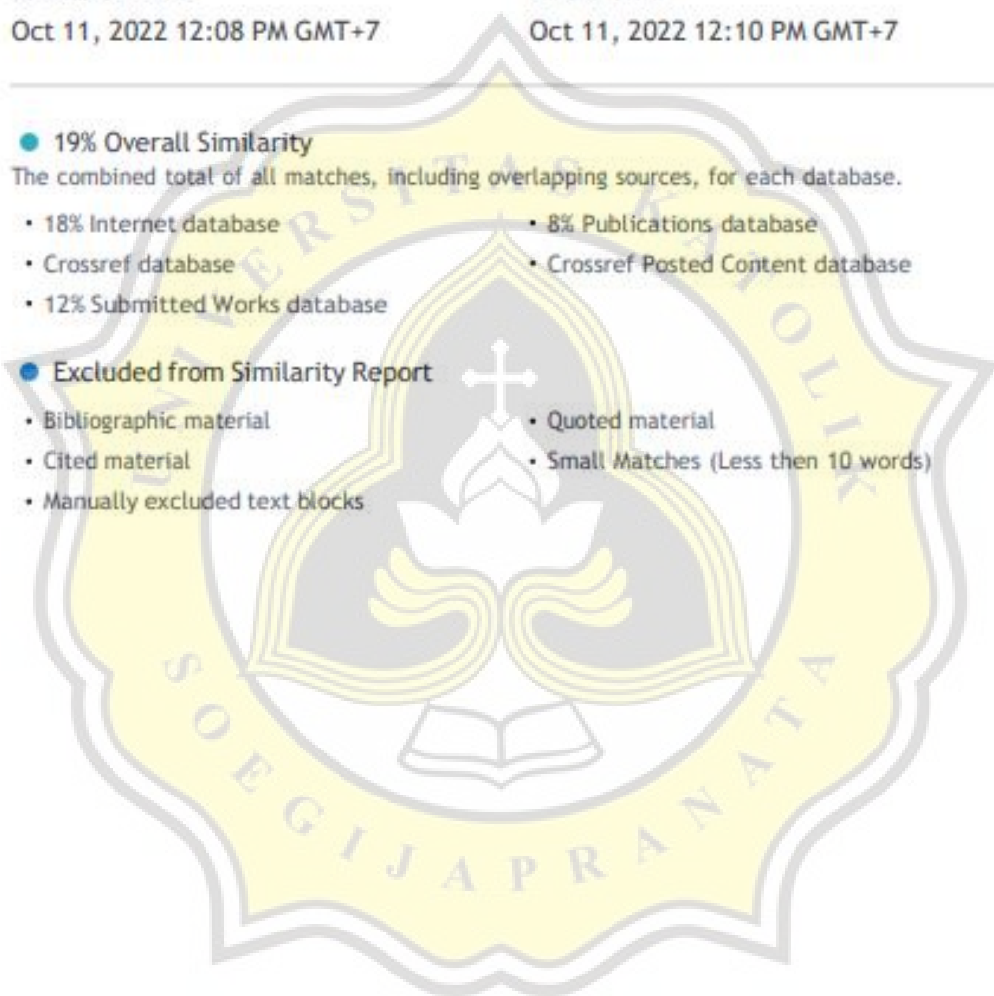 Oct 11, 2022 12:08 PM GMT+7
Oct 11, 2022 12:10 PM GMT+7
19% Overall Similarity
The combined total of all matches, including overlapping sources, for each database.
• 18% Internet database
• 8% Publications database
• Crossref database
• Crossref Posted Content database
• 12% Submitted Works database
Excluded from Similarity Report
• Bibliographic material
• Quoted material
• Cited material
• Small Matches (Less then 10 words)
• Manually excluded text blocks
UNIVERSITAS KATOLIK
SOEGIJAPRANATA